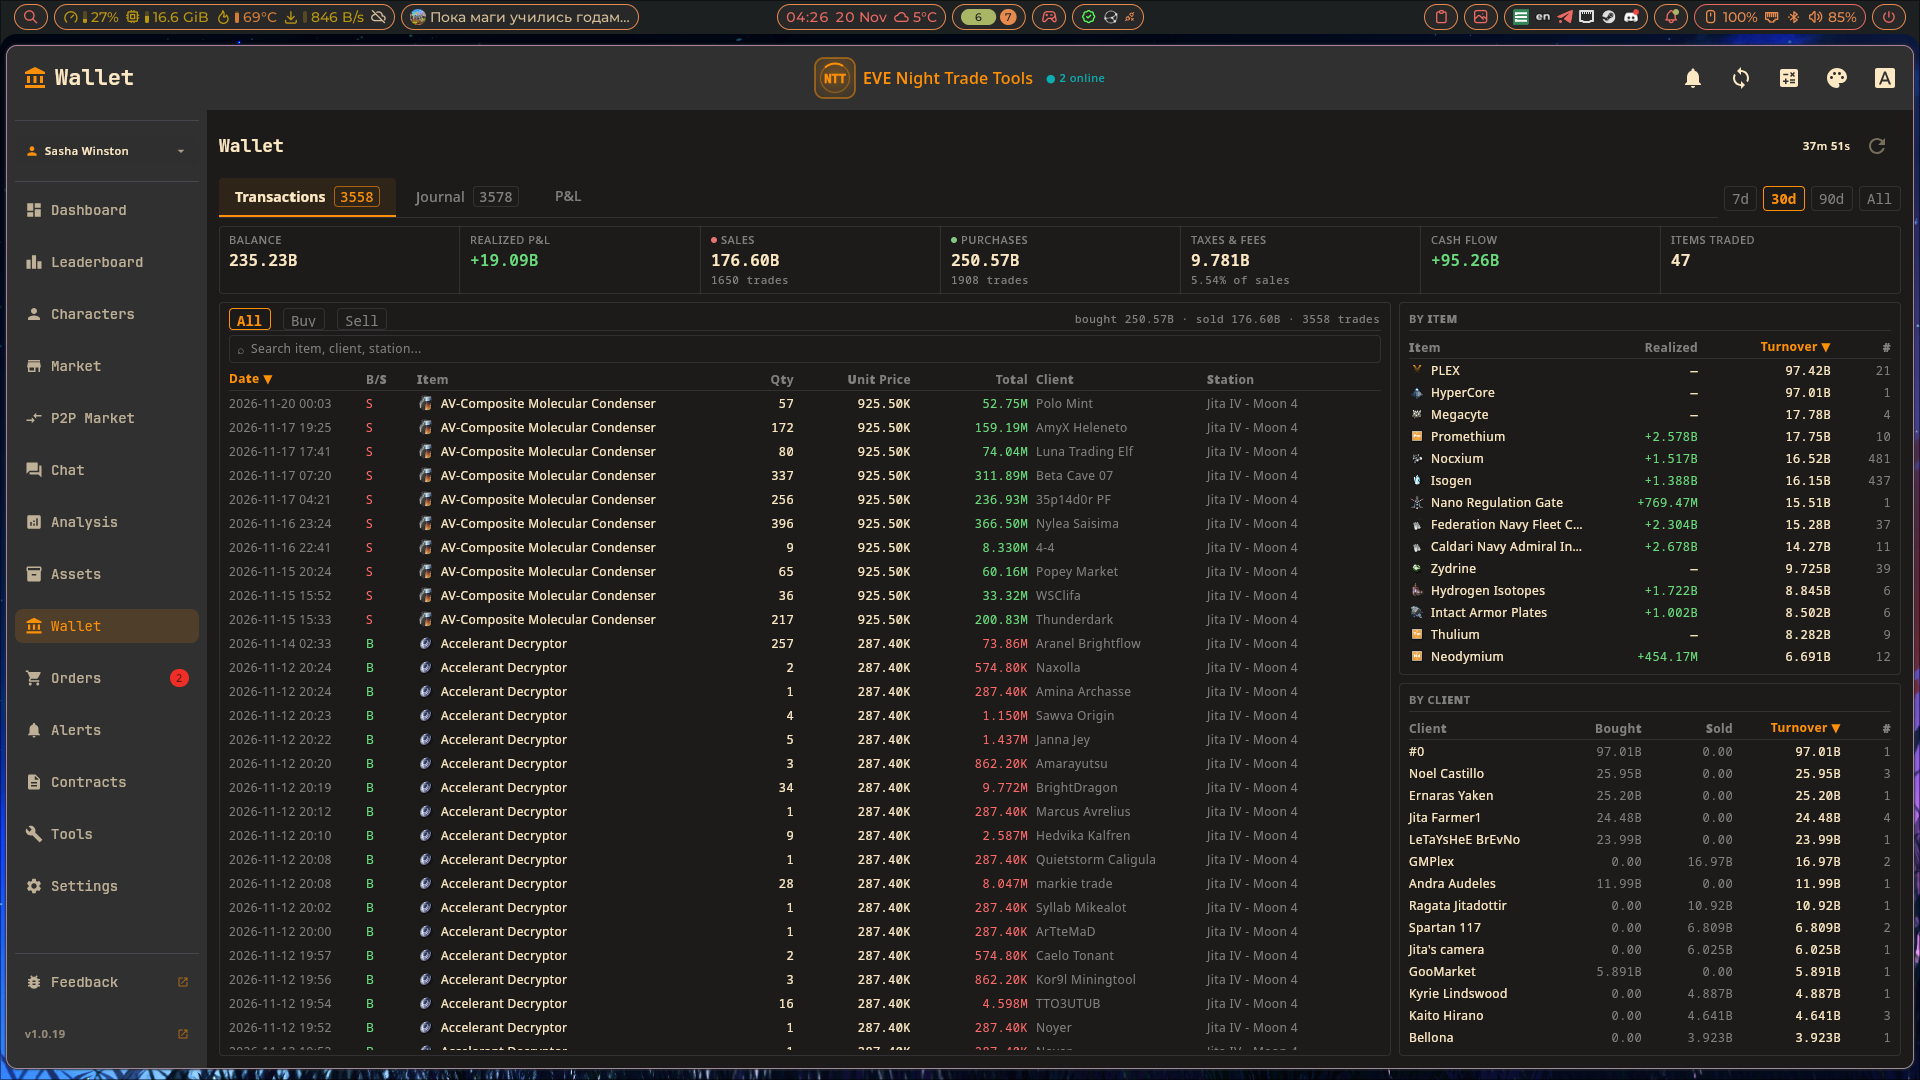 27% 16.6 GiB 69°C 846 B/s
Пока маги учились годам...
04:26 20 Nov 5°C
6 7
en
100% 85%
Wallet
NTT EVE Night Trade Tools 2 online
A
Sasha Winston
Dashboard
Leaderboard
Characters
Market
P2P Market
Chat
Analysis
Assets
Wallet
Orders 2
Alerts
Contracts
Tools
Settings
Feedback
v1.0.19
Wallet
37m 51s
Transactions 3558 Journal 3578 P&L
7d 30d 90d All
BALANCE
235.23B
REALIZED P&L
+19.09B
SALES
176.60B
1650 trades
PURCHASES
250.57B
1908 trades
TAXES & FEES
9.781B
5.54% of sales
CASH FLOW
+95.26B
ITEMS TRADED
47
All Buy Sell bought 250.57B · sold 176.60B · 3558 trades
Search item, client, station...
Date ▼ B/S Item Qty Unit Price Total Client Station
2026-11-20 00:03 S AV-Composite Molecular Condenser 57 925.50K 52.75M Polo Mint Jita IV - Moon 4
2026-11-17 19:25 S AV-Composite Molecular Condenser 172 925.50K 159.19M AmyX Heleneto Jita IV - Moon 4
2026-11-17 17:41 S AV-Composite Molecular Condenser 80 925.50K 74.04M Luna Trading Elf Jita IV - Moon 4
2026-11-17 07:20 S AV-Composite Molecular Condenser 337 925.50K 311.89M Beta Cave 07 Jita IV - Moon 4
2026-11-17 04:21 S AV-Composite Molecular Condenser 256 925.50K 236.93M 35p14d0r PF Jita IV - Moon 4
2026-11-16 23:24 S AV-Composite Molecular Condenser 396 925.50K 366.50M Nylea Saisima Jita IV - Moon 4
2026-11-16 22:41 S AV-Composite Molecular Condenser 9 925.50K 8.330M 4-4 Jita IV - Moon 4
2026-11-15 20:24 S AV-Composite Molecular Condenser 65 925.50K 60.16M Popey Market Jita IV - Moon 4
2026-11-15 15:52 S AV-Composite Molecular Condenser 36 925.50K 33.32M WSClifa Jita IV - Moon 4
2026-11-15 15:33 S AV-Composite Molecular Condenser 217 925.50K 200.83M Thunderdark Jita IV - Moon 4
2026-11-14 02:33 B Accelerant Decryptor 257 287.40K 73.86M Aranel Brightflow Jita IV - Moon 4
2026-11-12 20:24 B Accelerant Decryptor 2 287.40K 574.80K Naxolla Jita IV - Moon 4
2026-11-12 20:24 B Accelerant Decryptor 1 287.40K 287.40K Amina Archasse Jita IV - Moon 4
2026-11-12 20:23 B Accelerant Decryptor 4 287.40K 1.150M Sawva Origin Jita IV - Moon 4
2026-11-12 20:22 B Accelerant Decryptor 5 287.40K 1.437M Janna Jey Jita IV - Moon 4
2026-11-12 20:20 B Accelerant Decryptor 3 287.40K 862.20K Amarayutsu Jita IV - Moon 4
2026-11-12 20:19 B Accelerant Decryptor 34 287.40K 9.772M BrightDragon Jita IV - Moon 4
2026-11-12 20:12 B Accelerant Decryptor 1 287.40K 287.40K Marcus Avrelius Jita IV - Moon 4
2026-11-12 20:10 B Accelerant Decryptor 9 287.40K 2.587M Hedvika Kalfren Jita IV - Moon 4
2026-11-12 20:08 B Accelerant Decryptor 1 287.40K 287.40K Quietstorm Caligula Jita IV - Moon 4
2026-11-12 20:08 B Accelerant Decryptor 28 287.40K 8.047M markie trade Jita IV - Moon 4
2026-11-12 20:02 B Accelerant Decryptor 1 287.40K 287.40K Syllab Mikealot Jita IV - Moon 4
2026-11-12 20:00 B Accelerant Decryptor 1 287.40K 287.40K ArTteMaD Jita IV - Moon 4
2026-11-12 19:57 B Accelerant Decryptor 2 287.40K 574.80K Caelo Tonant Jita IV - Moon 4
2026-11-12 19:56 B Accelerant Decryptor 3 287.40K 862.20K Kor9l Miningtool Jita IV - Moon 4
2026-11-12 19:54 B Accelerant Decryptor 16 287.40K 4.598M TTO3UTUB Jita IV - Moon 4
2026-11-12 19:52 B Accelerant Decryptor 1 287.40K 287.40K Noyer Jita IV - Moon 4
BY ITEM
Item Realized Turnover ▼ #
PLEX — 97.42B 21
HyperCore — 97.01B 1
Megacyte — 17.78B 4
Promethium +2.578B 17.75B 10
Nocxium +1.517B 16.52B 481
Isogen +1.388B 16.15B 437
Nano Regulation Gate +769.47M 15.51B 1
Federation Navy Fleet C... +2.304B 15.28B 37
Caldari Navy Admiral In... +2.678B 14.27B 11
Zydrine — 9.725B 39
Hydrogen Isotopes +1.722B 8.845B 6
Intact Armor Plates +1.002B 8.502B 6
Thulium — 8.282B 9
Neodymium +454.17M 6.691B 12
BY CLIENT
Client Bought Sold Turnover ▼ #
#0 97.01B 0.00 97.01B 1
Noel Castillo 25.95B 0.00 25.95B 3
Ernaras Yaken 25.20B 0.00 25.20B 1
Jita Farmer1 24.48B 0.00 24.48B 4
LeTaYsHeE BrEvNo 23.99B 0.00 23.99B 1
GMPlex 0.00 16.97B 16.97B 2
Andra Audeles 11.99B 0.00 11.99B 1
Ragata Jitadottir 0.00 10.92B 10.92B 1
Spartan 117 0.00 6.809B 6.809B 2
Jita's camera 0.00 6.025B 6.025B 1
GooMarket 5.891B 0.00 5.891B 1
Kyrie Lindswood 0.00 4.887B 4.887B 1
Kaito Hirano 0.00 4.641B 4.641B 3
Bellona 0.00 3.923B 3.923B 1